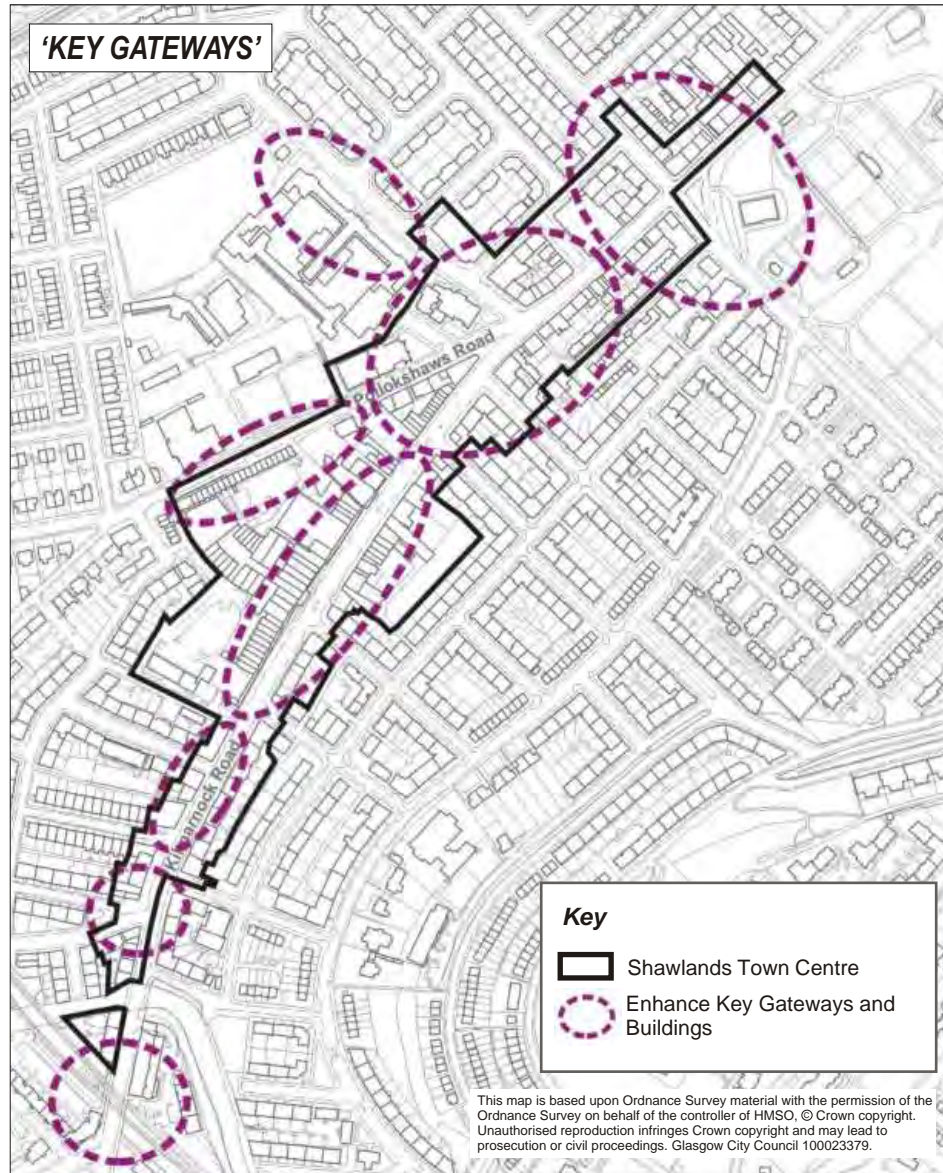 ‘KEY GATEWAYS’
Pollokshaws Road
Kilmarnock Road
Key
Shawlands Town Centre
Enhance Key Gateways and
Buildings
This map is based upon Ordnance Survey material with the permission of the
Ordnance Survey on behalf of the controller of HMSO, © Crown copyright.
Unauthorised reproduction infringes Crown copyright and may lead to
prosecution or civil proceedings. Glasgow City Council 100023379.